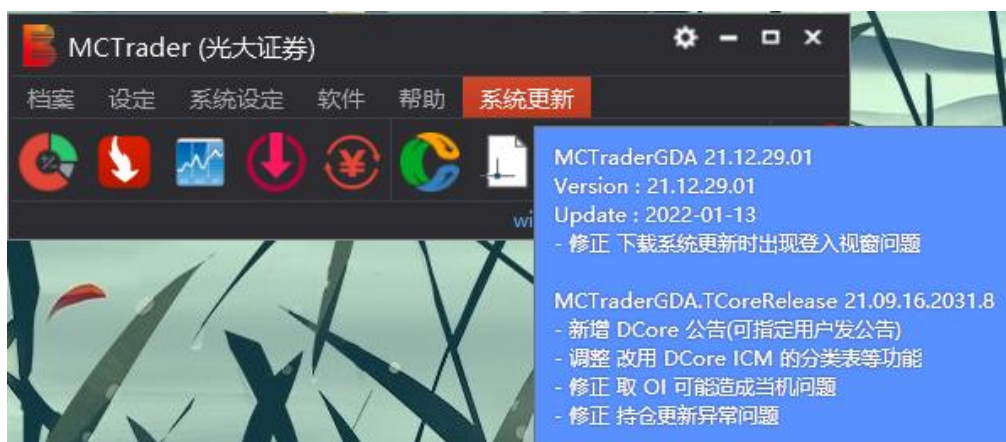 MCTrader (光大证券)
档案 设定 系统设定 软件 帮助 系统更新
MCTraderGDA 21.12.29.01
Version : 21.12.29.01
Update : 2022-01-13
- 修正 下载系统更新时出现登入视窗问题
wi
MCTraderGDA.TCoreRelease 21.09.16.2031.8
- 新增 DCore 公告(可指定用户发公告)
- 调整 改用 DCore ICM 的分类表等功能
- 修正 取 OI 可能造成当机问题
- 修正 持仓更新异常问题